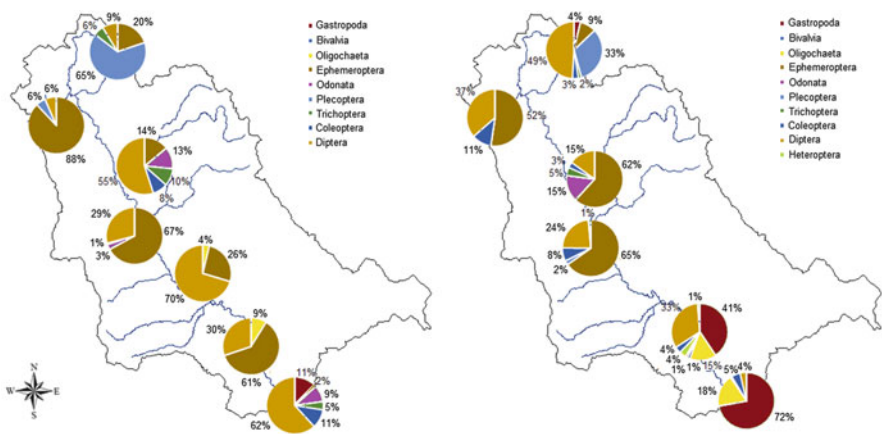 9%
20%
6%
65%
6%
6%
88%
14%
13%
10%
8%
55%
29%
67%
1%
3%
4%
26%
70%
9%
30%
61%
11%
2%
9%
5%
11%
62%
N
W E
S
Gastropoda
Bivalvia
Oligochaeta
Ephemeroptera
Odonata
Plecoptera
Trichoptera
Coleoptera
Diptera
4%
9%
33%
49%
3%
2%
37%
52%
11%
15%
62%
3%
5%
15%
1%
24%
65%
8%
2%
1%
33%
41%
4%
4%
1%
1%
15%
5%
4%
18%
72%
Gastropoda
Bivalvia
Oligochaeta
Ephemeroptera
Odonata
Plecoptera
Trichoptera
Coleoptera
Diptera
Heteroptera